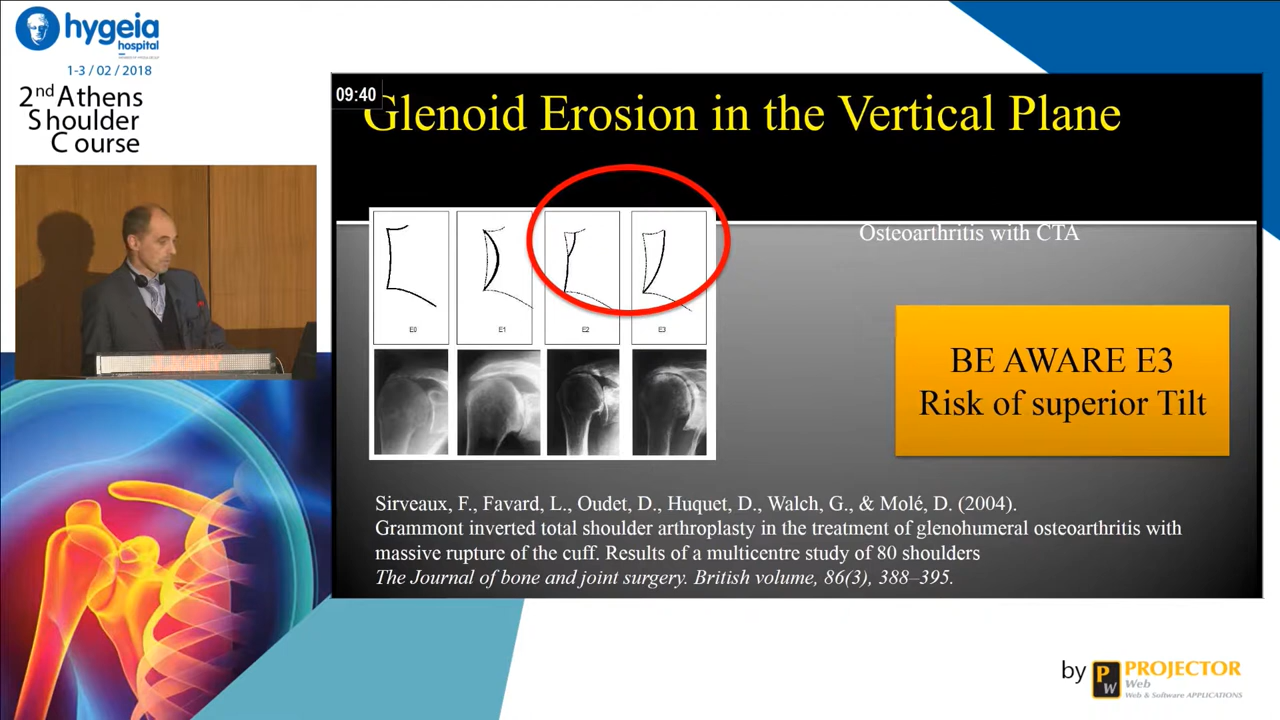 hygeia
hospital
1-3 / 02 / 2018
2nd Athens
Shoulder
Course
09:40
Glenoid Erosion in the Vertical Plane
Osteoarthritis with CTA
E0
E1
E2
E3
BE AWARE E3
Risk of superior Tilt
Sirveaux, F., Favard, L., Oudet, D., Huquet, D., Walch, G., & Molé, D. (2004).
Grammont inverted total shoulder arthroplasty in the treatment of glenohumeral osteoarthritis with
massive rupture of the cuff. Results of a multicentre study of 80 shoulders
The Journal of bone and joint surgery. British volume, 86(3), 388–395.
by
PW
PROJECTOR
Web
Web & Software APPLICATIONS